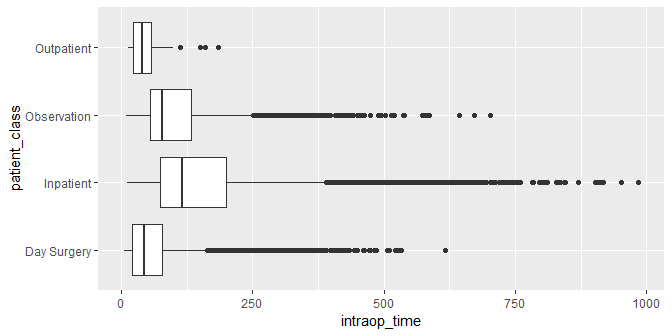 patient_class
Outpatient
Observation
Inpatient
Day Surgery
0
250
500
750
1000
intraop_time